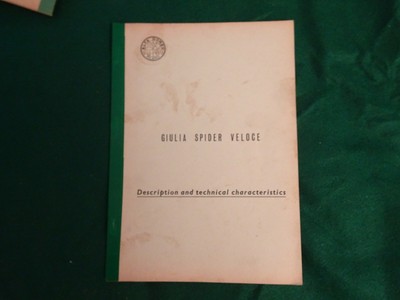 GIULIA SPIDER VELOCE
Description and technical characteristics